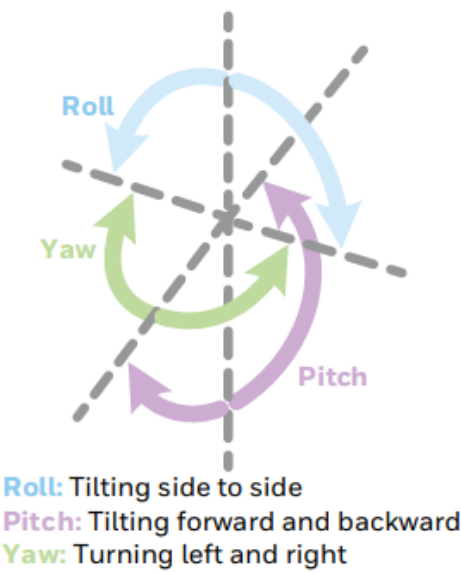 Roll
Yaw
Pitch
Roll: Tilting side to side
Pitch: Tilting forward and backward
Yaw: Turning left and right